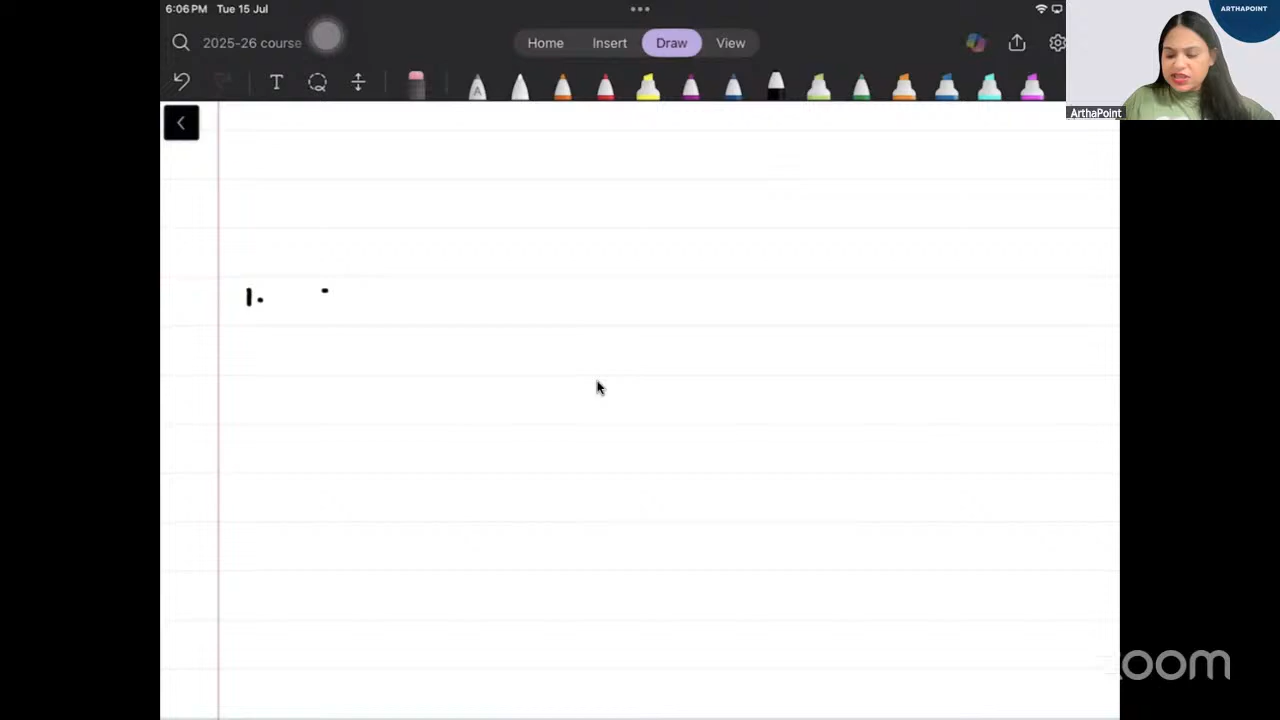 6:06 PM Tue 15 Jul
ARTHAPOINT
2025-26 course
Home Insert Draw View
T
A
ArthaPoint
1. -
zoom